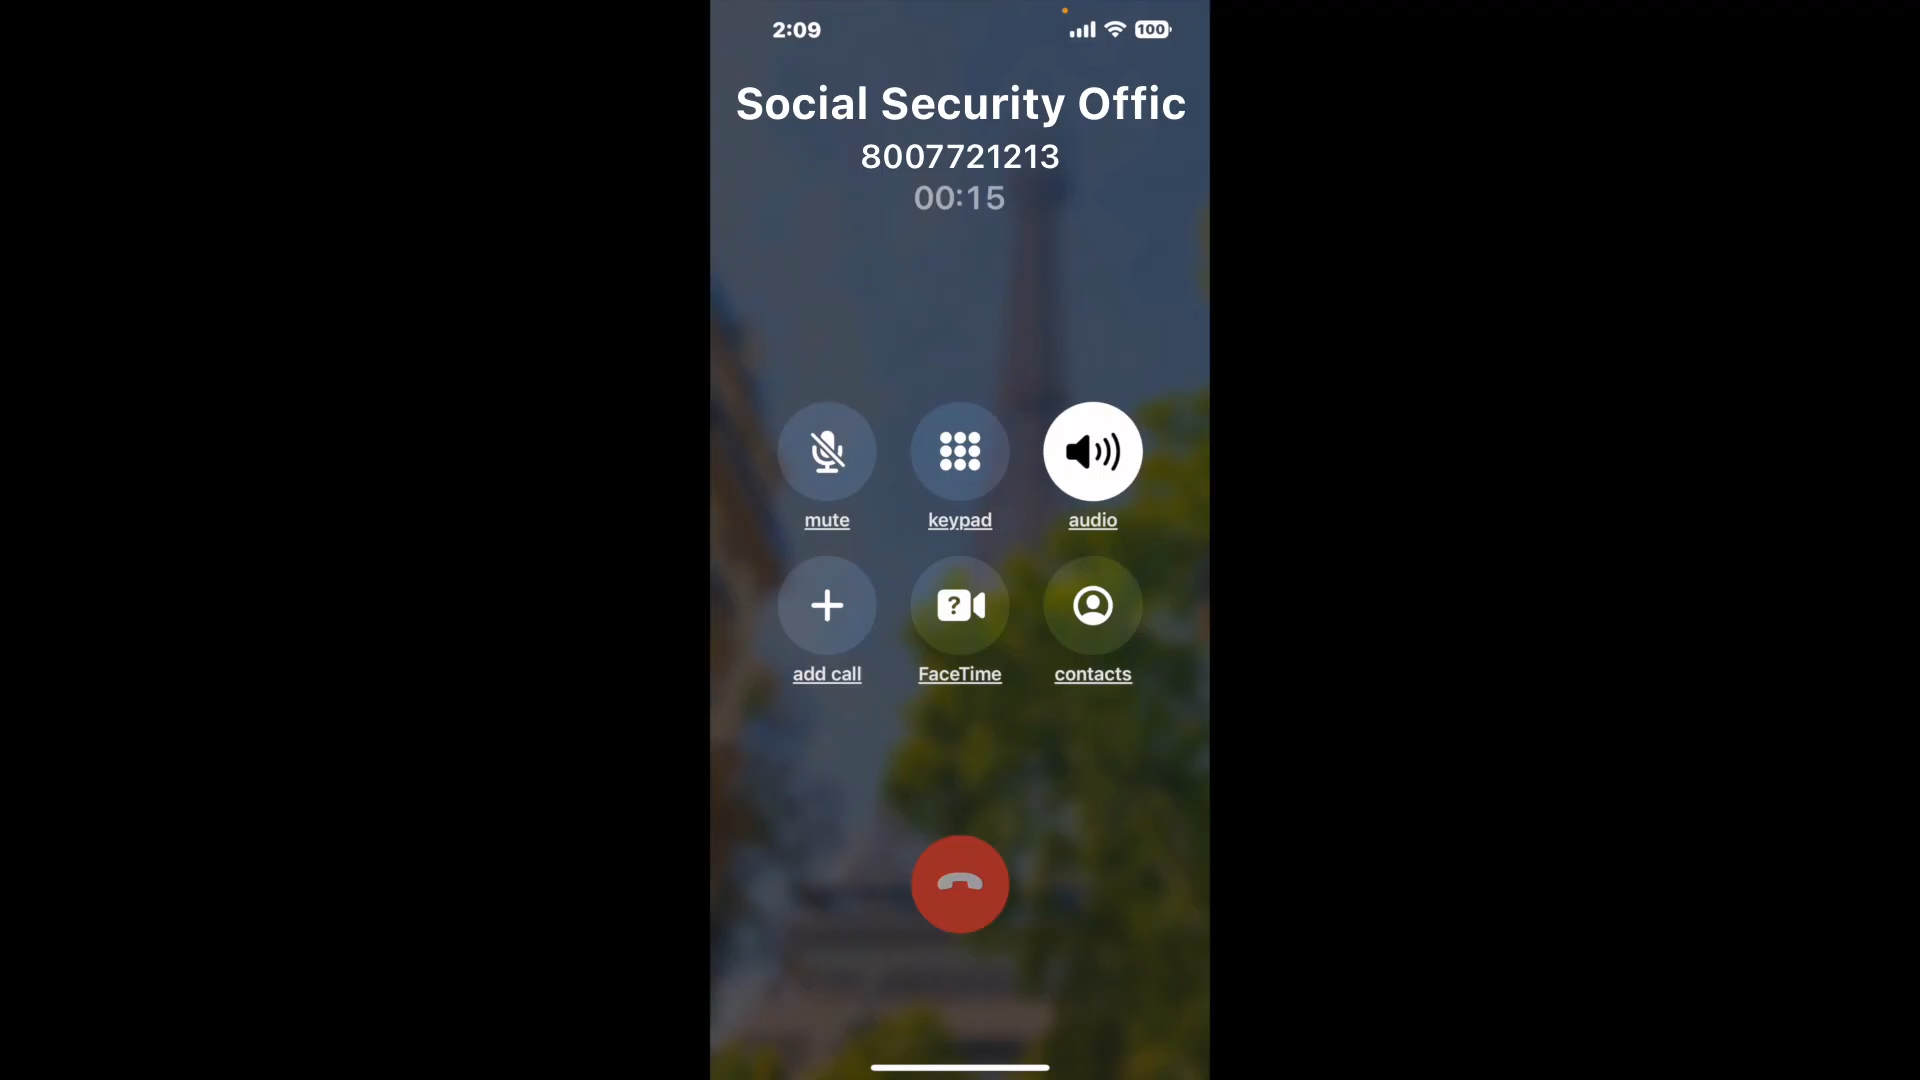 2:09
100
Social Security Offic
8007721213
00:15
mute
keypad
audio
?
add call
FaceTime
contacts